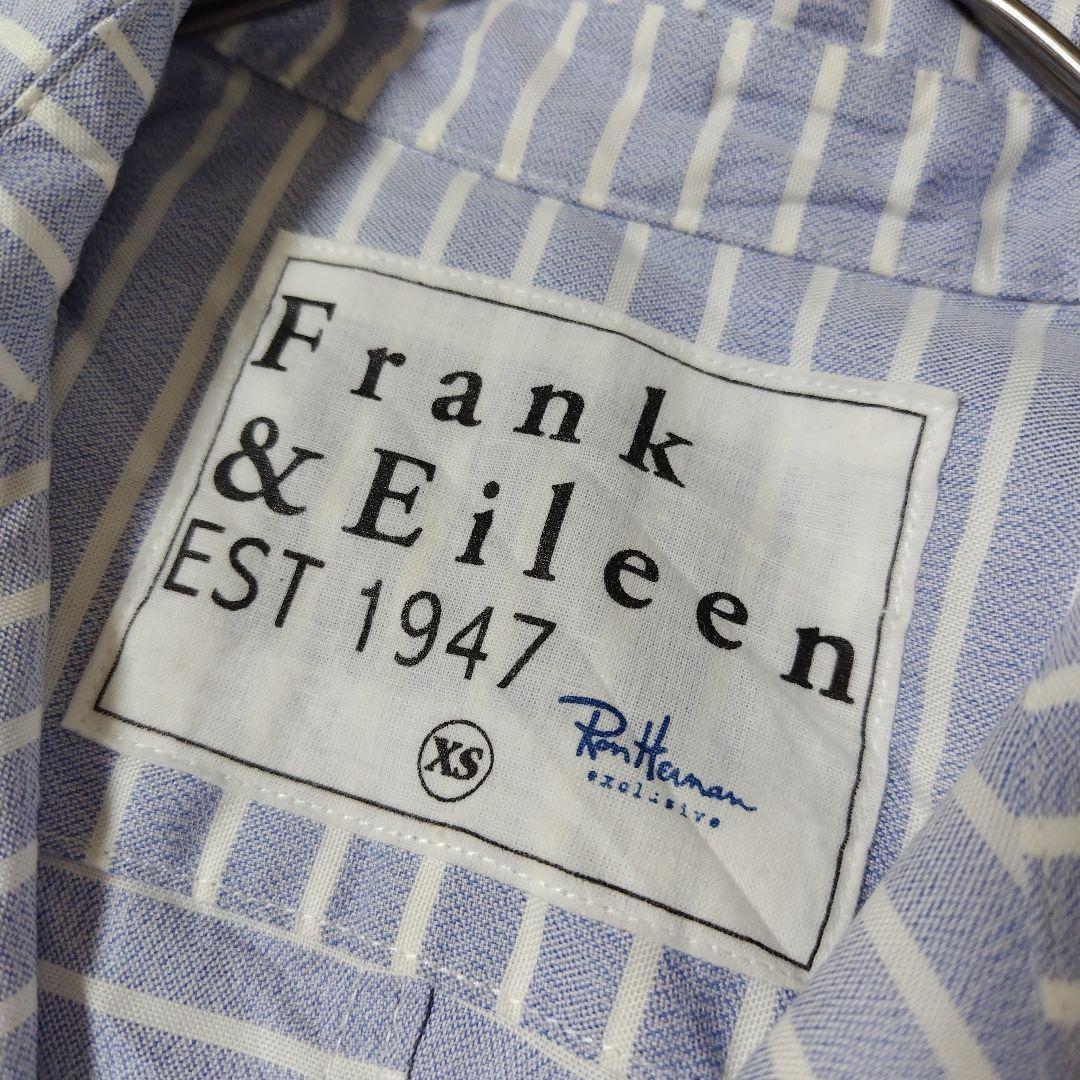 Frank
& Eileen
EST 1947
XS
Ron Herman
exclusive